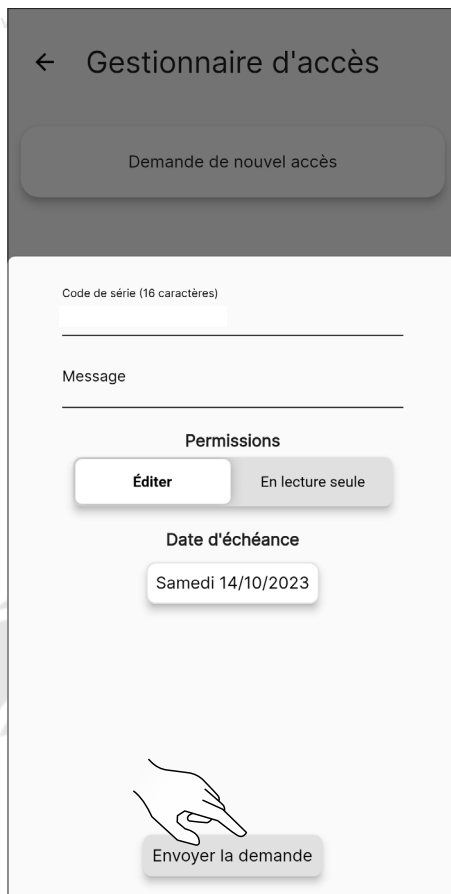 Gestionnaire d'accès
Demande de nouvel accès
Code de série (16 caractères)
Message
Permissions
Éditer
En lecture seule
Date d'échéance
Samedi 14/10/2023
Envoyer la demande